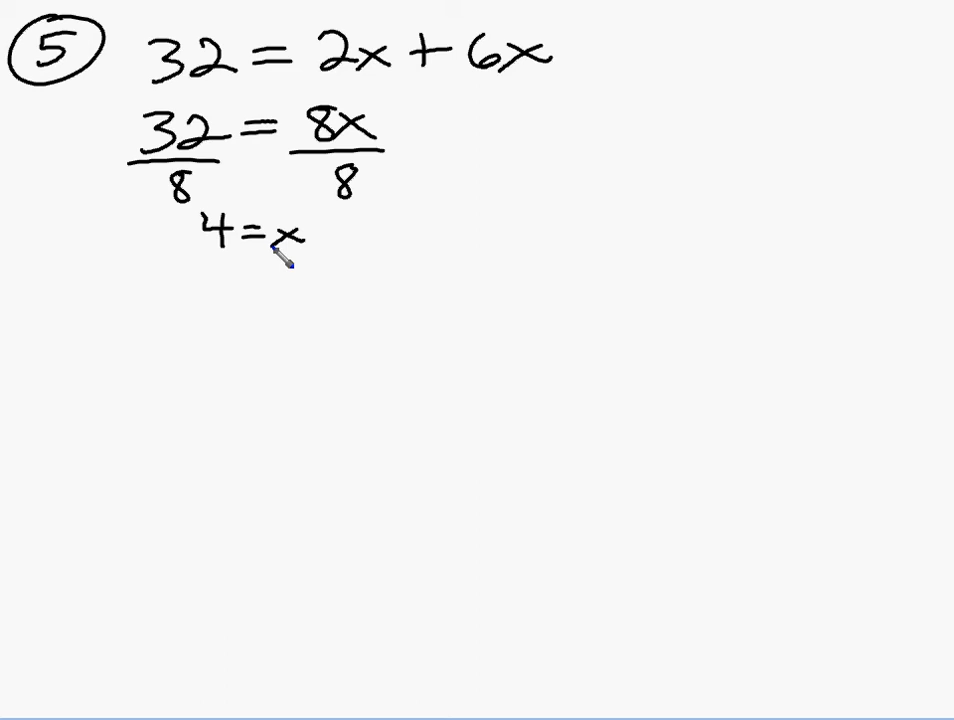 5 32 = 2x + 6x
32 = 8x
8 8
4 = x